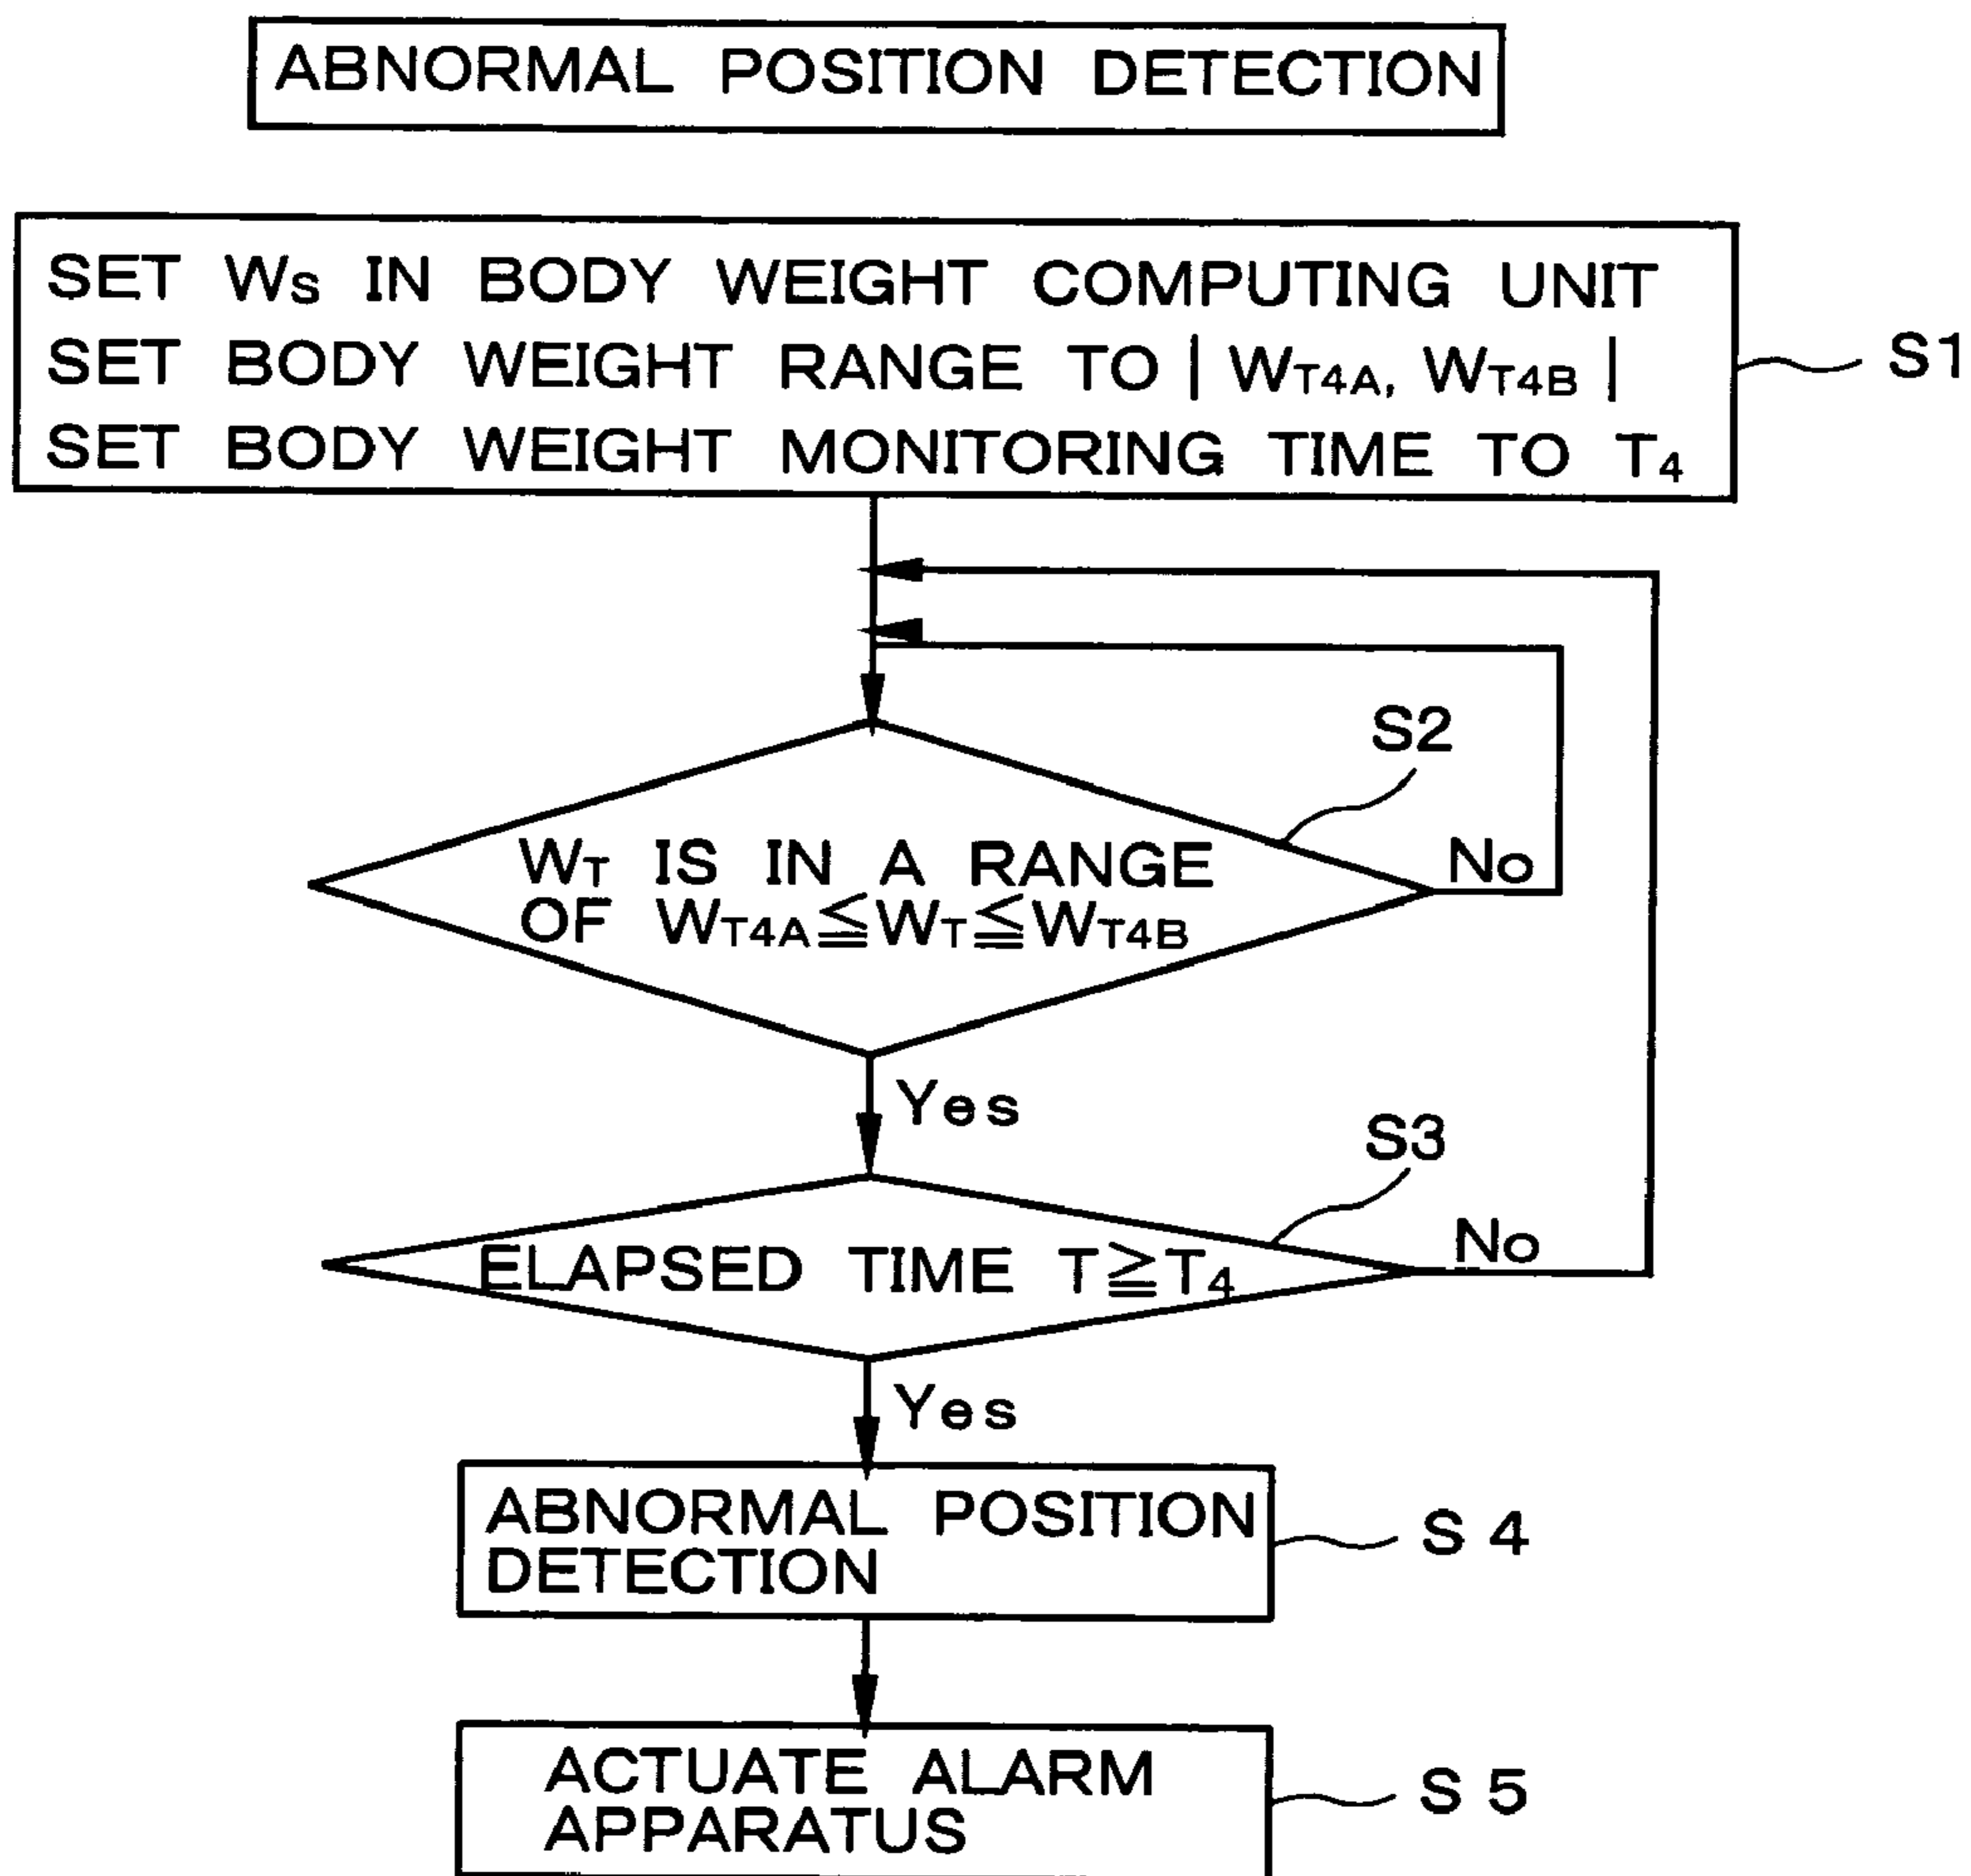 ABNORMAL POSITION DETECTION
SET WS IN BODY WEIGHT COMPUTING UNIT
SET BODY WEIGHT RANGE TO | WT4A, WT4B |
SET BODY WEIGHT MONITORING TIME TO T4
S1
S2
WT IS IN A RANGE
OF WT4A≦WT≦WT4B
No
Yes
S3
ELAPSED TIME T≧T4
No
Yes
ABNORMAL POSITION
DETECTION
S 4
ACTUATE ALARM
APPARATUS
S 5